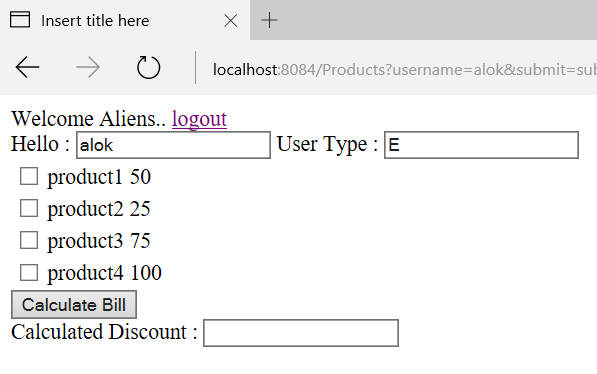 Insert title here
localhost:8084/Products?username=alok&submit=sub
Welcome Aliens.. logout
Hello : alok User Type : E
product1 50
product2 25
product3 75
product4 100
Calculate Bill
Calculated Discount :